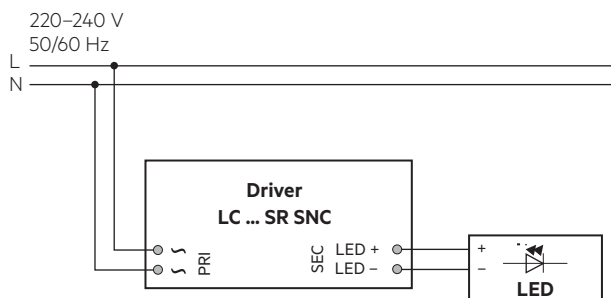 220–240 V
50/60 Hz
L
N
Driver
LC ... SR SNC
~ PRI SEC LED + +
~ LED – –
LED